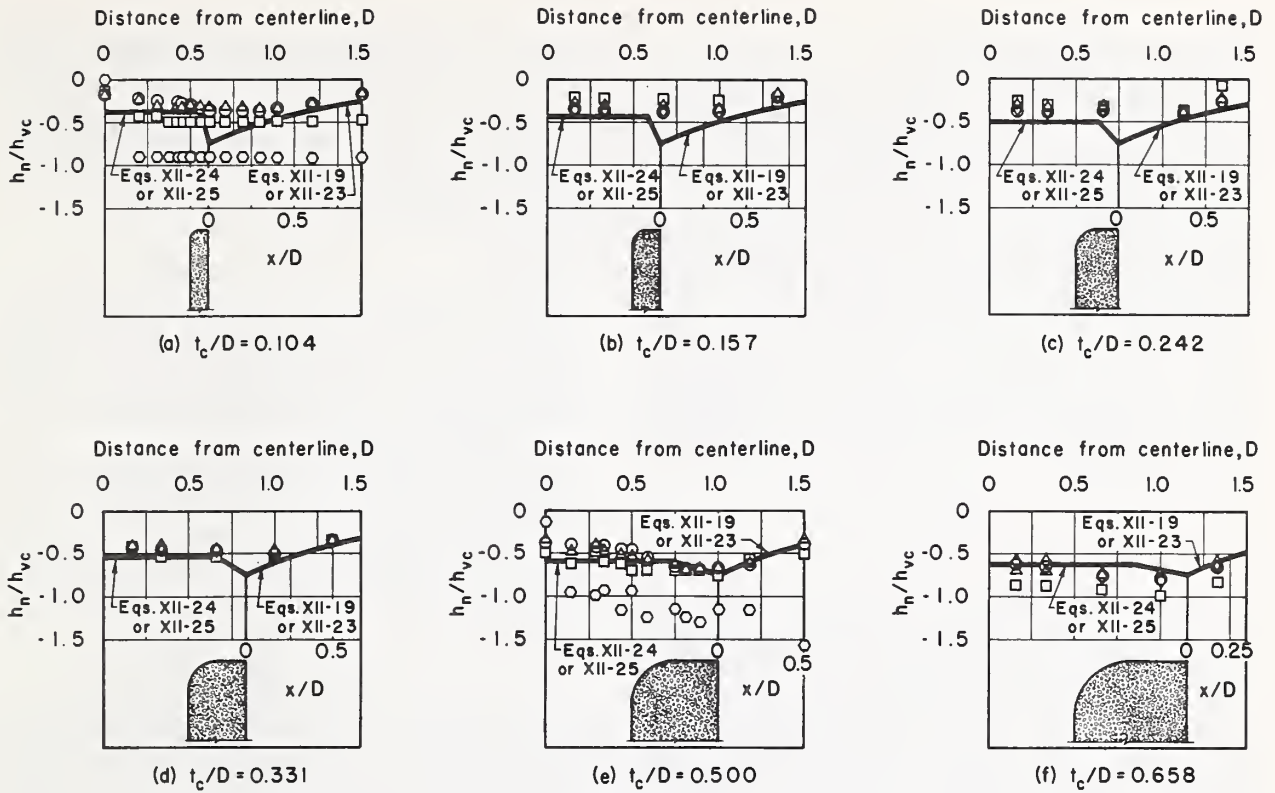 Distance from centerline, D
0 0.5 1.0 1.5
h_n/h_vc
0
-0.5
-1.0
-1.5
Eqs. XII-24
or XII-25
Eqs. XII-19
or XII-23
0 0.5
x/D
(a) t_c/D = 0.104
Distance from centerline, D
0 0.5 1.0 1.5
h_n/h_vc
0
-0.5
-1.0
-1.5
Eqs. XII-24
or XII-25
Eqs. XII-19
or XII-23
0 0.5
x/D
(b) t_c/D = 0.157
Distance from centerline, D
0 0.5 1.0 1.5
h_n/h_vc
0
-0.5
-1.0
-1.5
Eqs. XII-24
or XII-25
Eqs. XII-19
or XII-23
0 0.5
x/D
(c) t_c/D = 0.242
Distance fram centerline, D
0 0.5 1.0 1.5
h_n/h_vc
0
-0.5
-1.0
-1.5
Eqs. XII-24
or XII-25
Eqs. XII-19
or XII-23
0 0.5
x/D
(d) t_c/D = 0.331
Distance from centerline, D
0 0.5 1.0 1.5
h_n/h_vc
0
-0.5
-1.0
-1.5
Eqs. XII-19
or XII-23
Eqs. XII-24
or XII-25
0 0.5
x/D
(e) t_c/D = 0.500
Distance from centerline, D
0 0.5 1.0 1.5
h_n/h_vc
0
-0.5
-1.0
-1.5
Eqs. XII-19
or XII-23
Eqs. XII-24
or XII-25
0 0.25
x/D
(f) t_c/D = 0.658